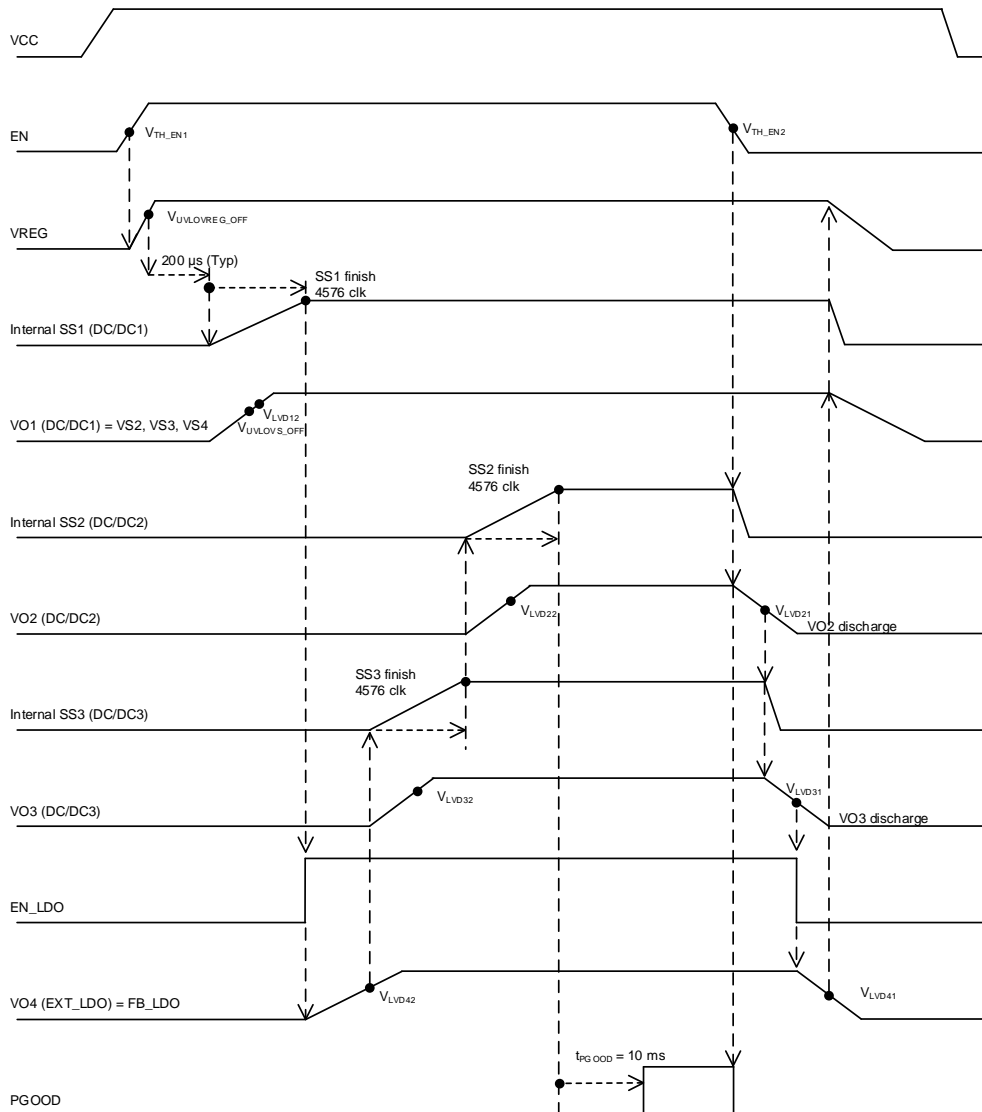 VCC
EN
VTH_EN1
VTH_EN2
VREG
VUVLOVREG_OFF
200 µs (Typ)
SS1 finish
4576 clk
Internal SS1 (DC/DC1)
VO1 (DC/DC1) = VS2, VS3, VS4
VLVD12
VUVLOVS_OFF
SS2 finish
4576 clk
Internal SS2 (DC/DC2)
VO2 (DC/DC2)
VLVD22
VLVD21
VO2 discharge
SS3 finish
4576 clk
Internal SS3 (DC/DC3)
VO3 (DC/DC3)
VLVD32
VLVD31
VO3 discharge
EN_LDO
VO4 (EXT_LDO) = FB_LDO
VLVD42
VLVD41
tPGOOD = 10 ms
PGOOD